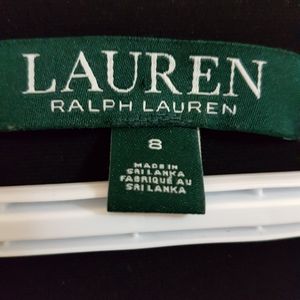 LAUREN
RALPH LAUREN
8
MADE IN
SRI LANKA
FABRIQUÉ AU
SRI LANKA